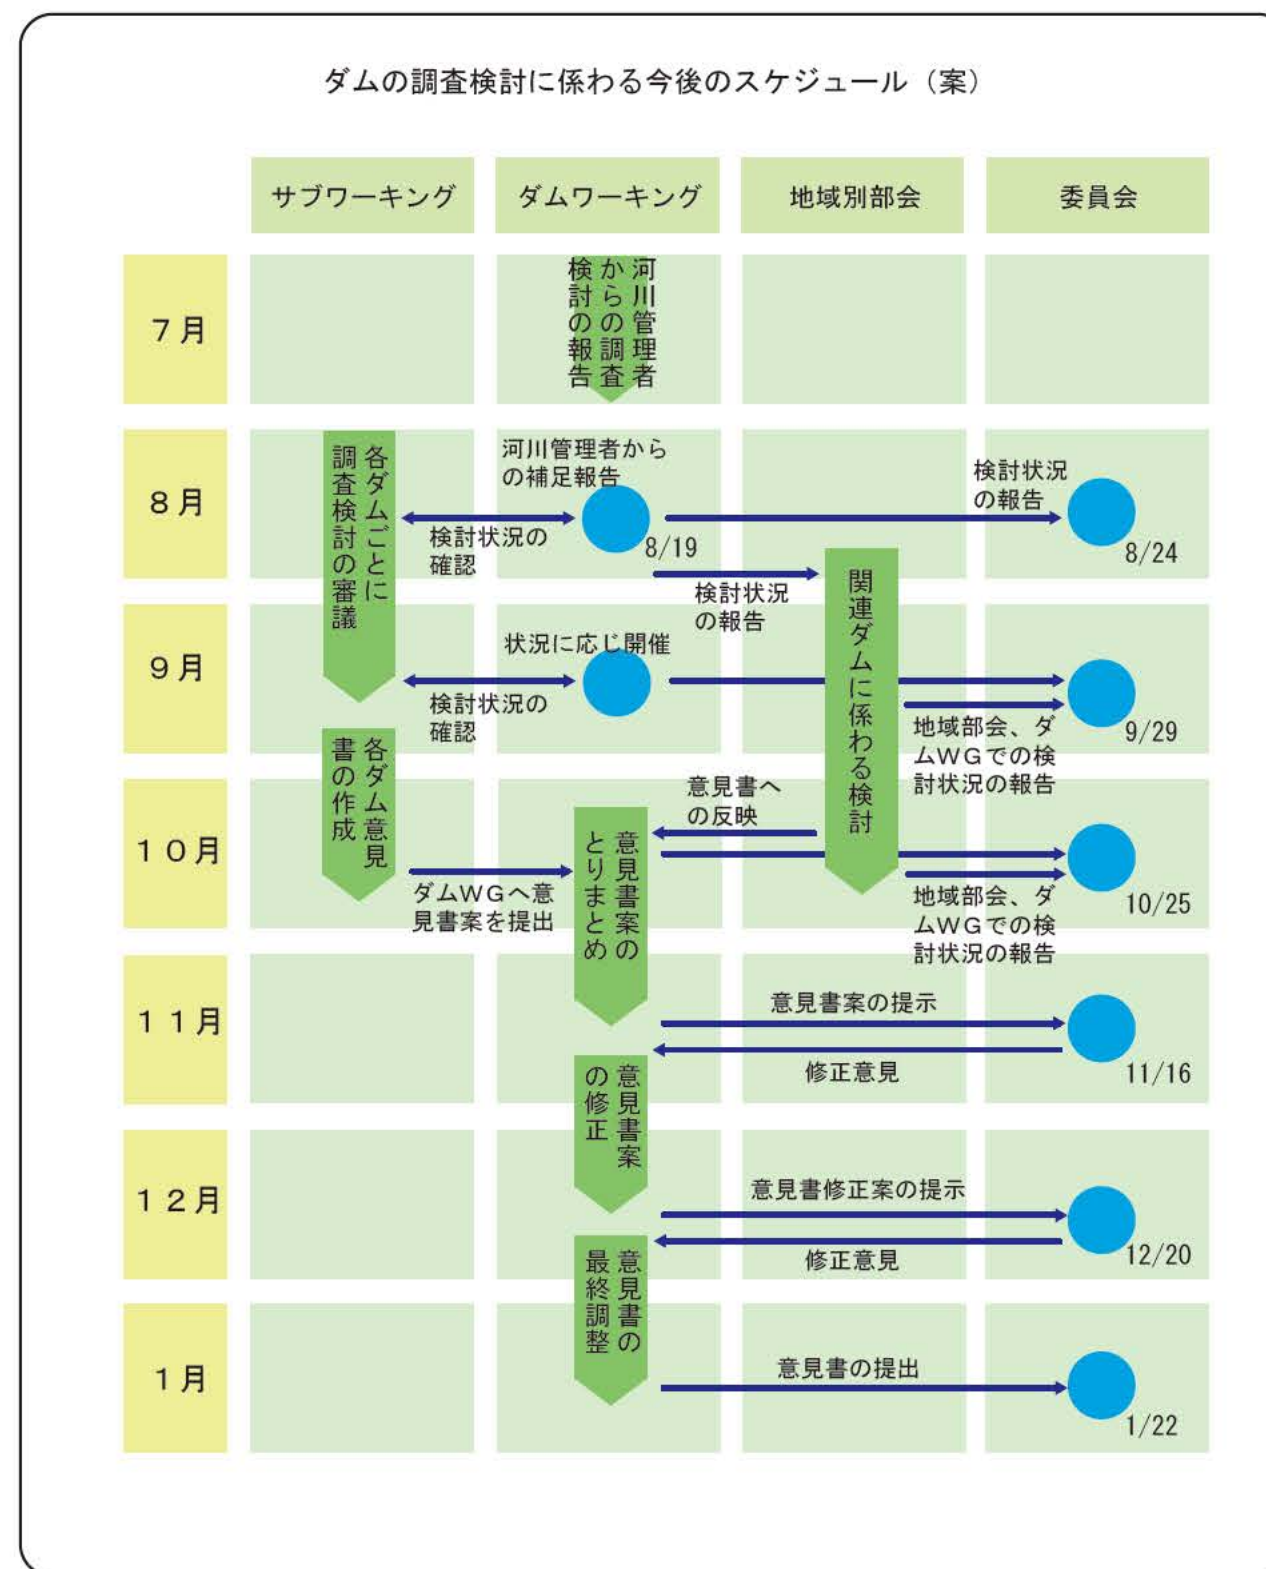 ダムの調査検討に係わる今後のスケジュール（案）
サブワーキング
ダムワーキング
地域別部会
委員会
７月
河川管理者
からの調査
検討の報告
８月
各ダムごとに
調査検討の審議
河川管理者から
の補足報告
検討状況の
確認
8/19
検討状況
の報告
8/24
検討状況
の報告
関連ダムに係わる検討
９月
状況に応じ開催
検討状況の
確認
9/29
地域部会、ダ
ムＷＧでの検
討状況の報告
各ダム意見
書の作成
１０月
意見書へ
の反映
意見書案の
とりまとめ
ダムＷＧへ意
見書案を提出
10/25
地域部会、ダ
ムＷＧでの検
討状況の報告
１１月
意見書案の提示
修正意見
11/16
意見書案
の修正
１２月
意見書修正案の提示
修正意見
12/20
意見書の
最終調整
１月
意見書の提出
1/22